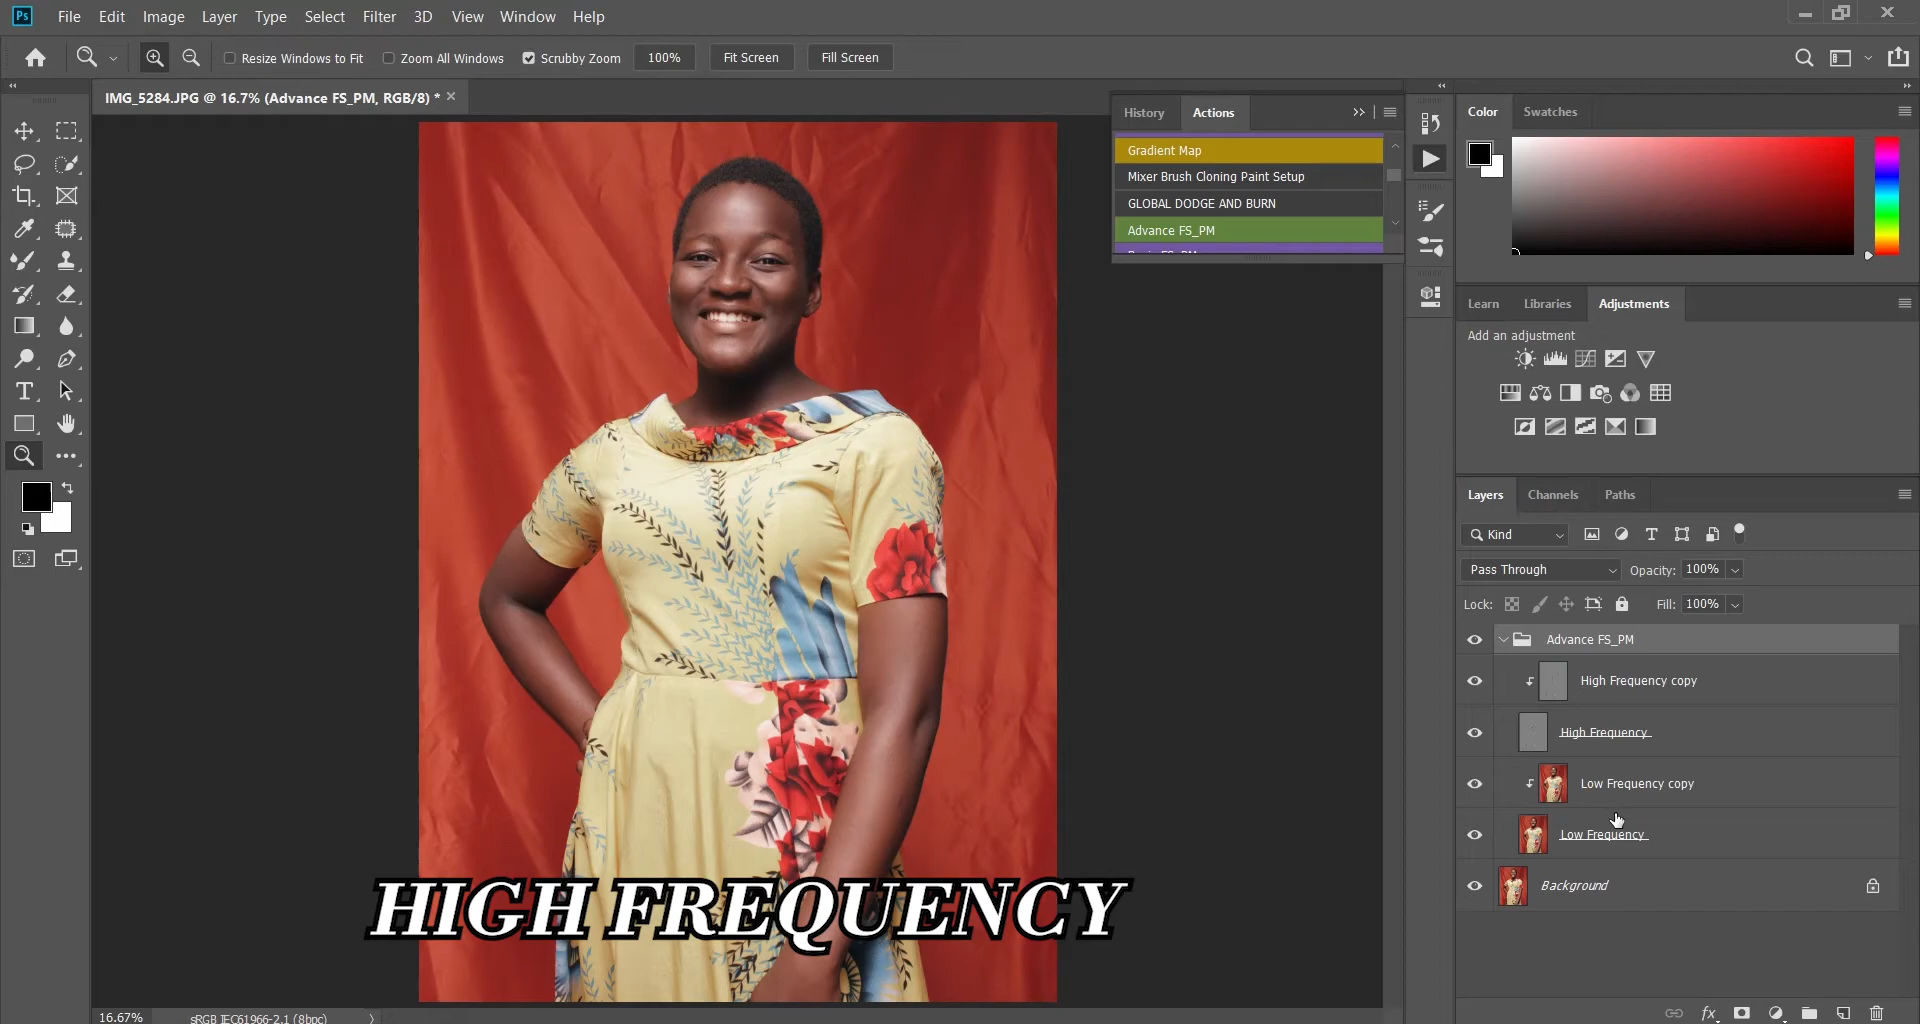 Ps File Edit Image Layer Type Select Filter 3D View Window Help
Resize Windows to Fit Zoom All Windows Scrubby Zoom 100% Fit Screen Fill Screen
IMG_5284.JPG @ 16.7% (Advance FS_PM, RGB/8) *
History Actions
Gradient Map
Mixer Brush Cloning Paint Setup
GLOBAL DODGE AND BURN
Advance FS_PM
Color Swatches
Learn Libraries Adjustments
Add an adjustment
Layers Channels Paths
Kind
Pass Through Opacity: 100%
Lock: Fill: 100%
Advance FS_PM
High Frequency copy
High Frequency
Low Frequency copy
Low Frequency
Background
HIGH FREQUENCY
16.67% sRGB IEC61966-2.1 (8bpc)